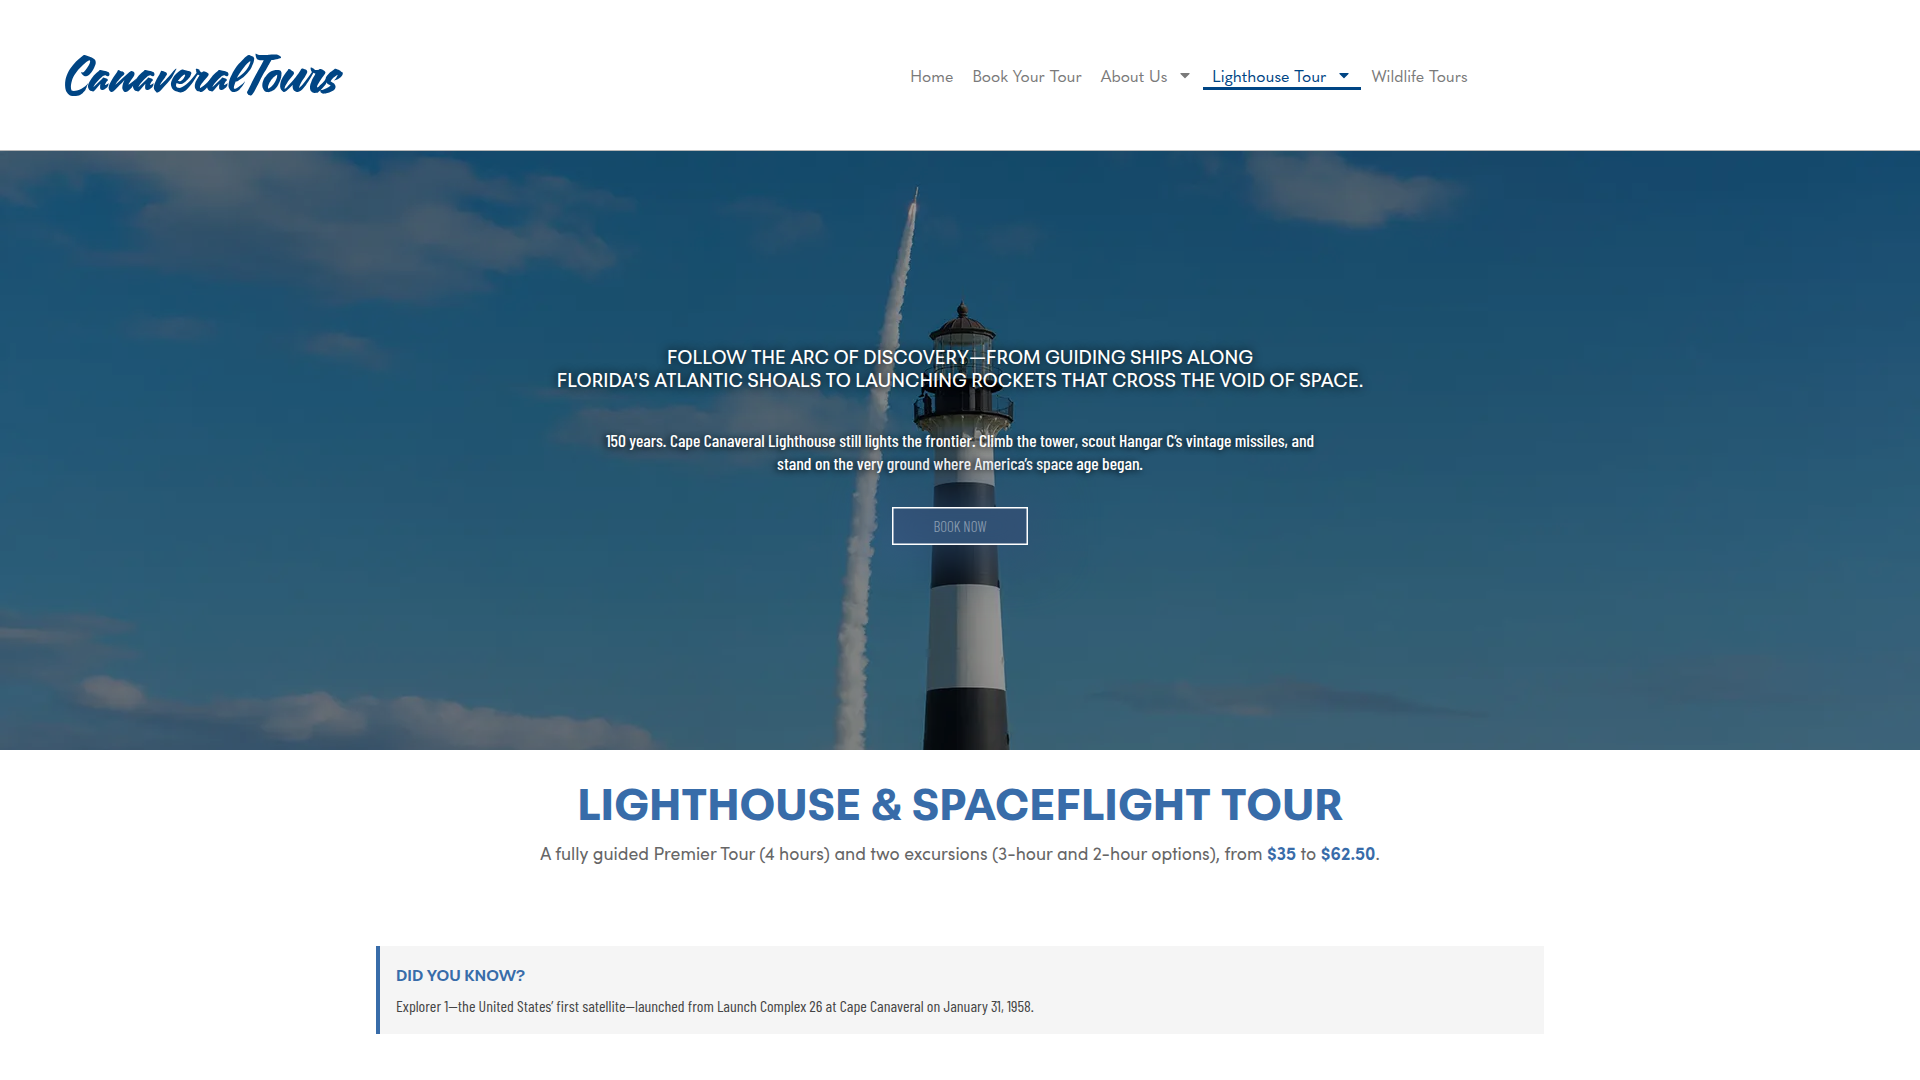 Canaveral Tours
Home Book Your Tour About Us Lighthouse Tour Wildlife Tours
FOLLOW THE ARC OF DISCOVERY—FROM GUIDING SHIPS ALONG
FLORIDA’S ATLANTIC SHOALS TO LAUNCHING ROCKETS THAT CROSS THE VOID OF SPACE.
150 years. Cape Canaveral Lighthouse still lights the frontier. Climb the tower, scout Hangar C’s vintage missiles, and
stand on the very ground where America’s space age began.
BOOK NOW
LIGHTHOUSE & SPACEFLIGHT TOUR
A fully guided Premier Tour (4 hours) and two excursions (3-hour and 2-hour options), from $35 to $62.50.
DID YOU KNOW?
Explorer 1—the United States’ first satellite—launched from Launch Complex 26 at Cape Canaveral on January 31, 1958.